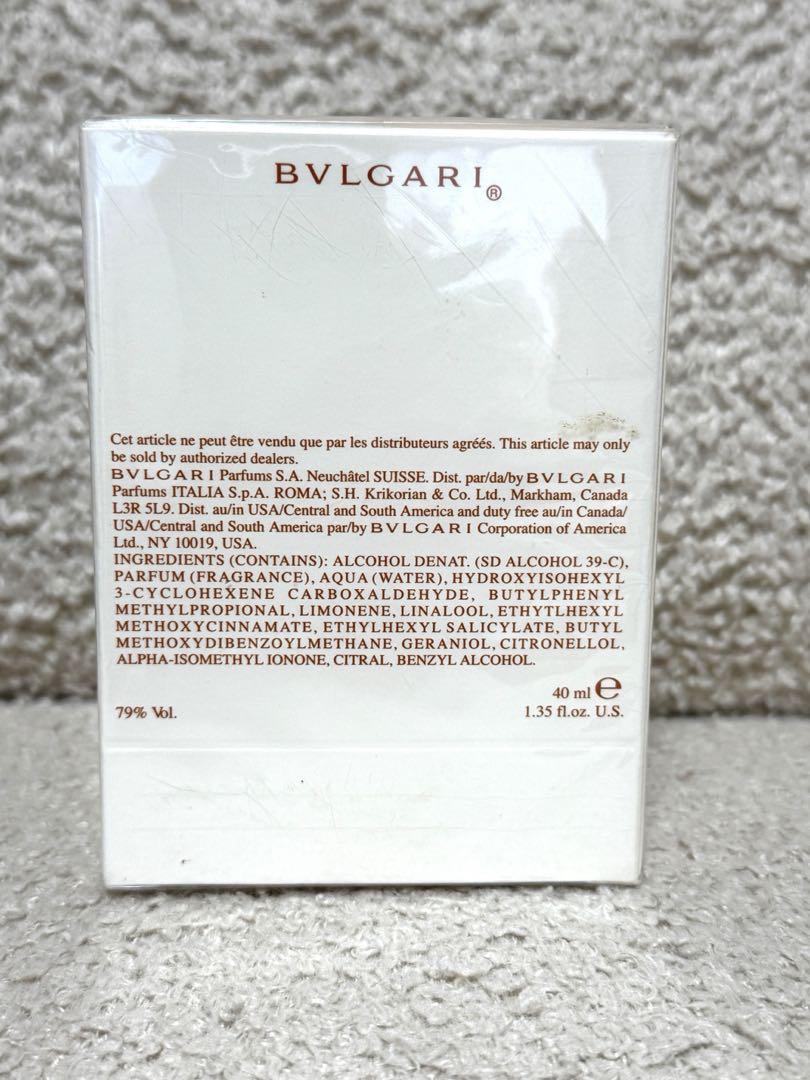 BVLGARI®
Cet article ne peut être vendu que par les distributeurs agréés. This article may only
be sold by authorized dealers.
BVLGARI Parfums S.A. Neuchâtel SUISSE. Dist. par/da/by BVLGARI
Parfums ITALIA S.p.A. ROMA; S.H. Krikorian & Co. Ltd., Markham, Canada
L3R 5L9. Dist. au/in USA/Central and South America and duty free au/in Canada/
USA/Central and South America par/by BVLGARI Corporation of America
Ltd., NY 10019, USA.
INGREDIENTS (CONTAINS): ALCOHOL DENAT. (SD ALCOHOL 39-C),
PARFUM (FRAGRANCE), AQUA (WATER), HYDROXYISOHEXYL
3-CYCLOHEXENE CARBOXALDEHYDE, BUTYLPHENYL
METHYLPROPIONAL, LIMONENE, LINALOOL, ETHYTLHEXYL
METHOXYCINNAMATE, ETHYLHEXYL SALICYLATE, BUTYL
METHOXYDIBENZOYLMETHANE, GERANIOL, CITRONELLOL,
ALPHA-ISOMETHYL IONONE, CITRAL, BENZYL ALCOHOL.
40 ml e
79% Vol. 1.35 fl.oz. U.S.